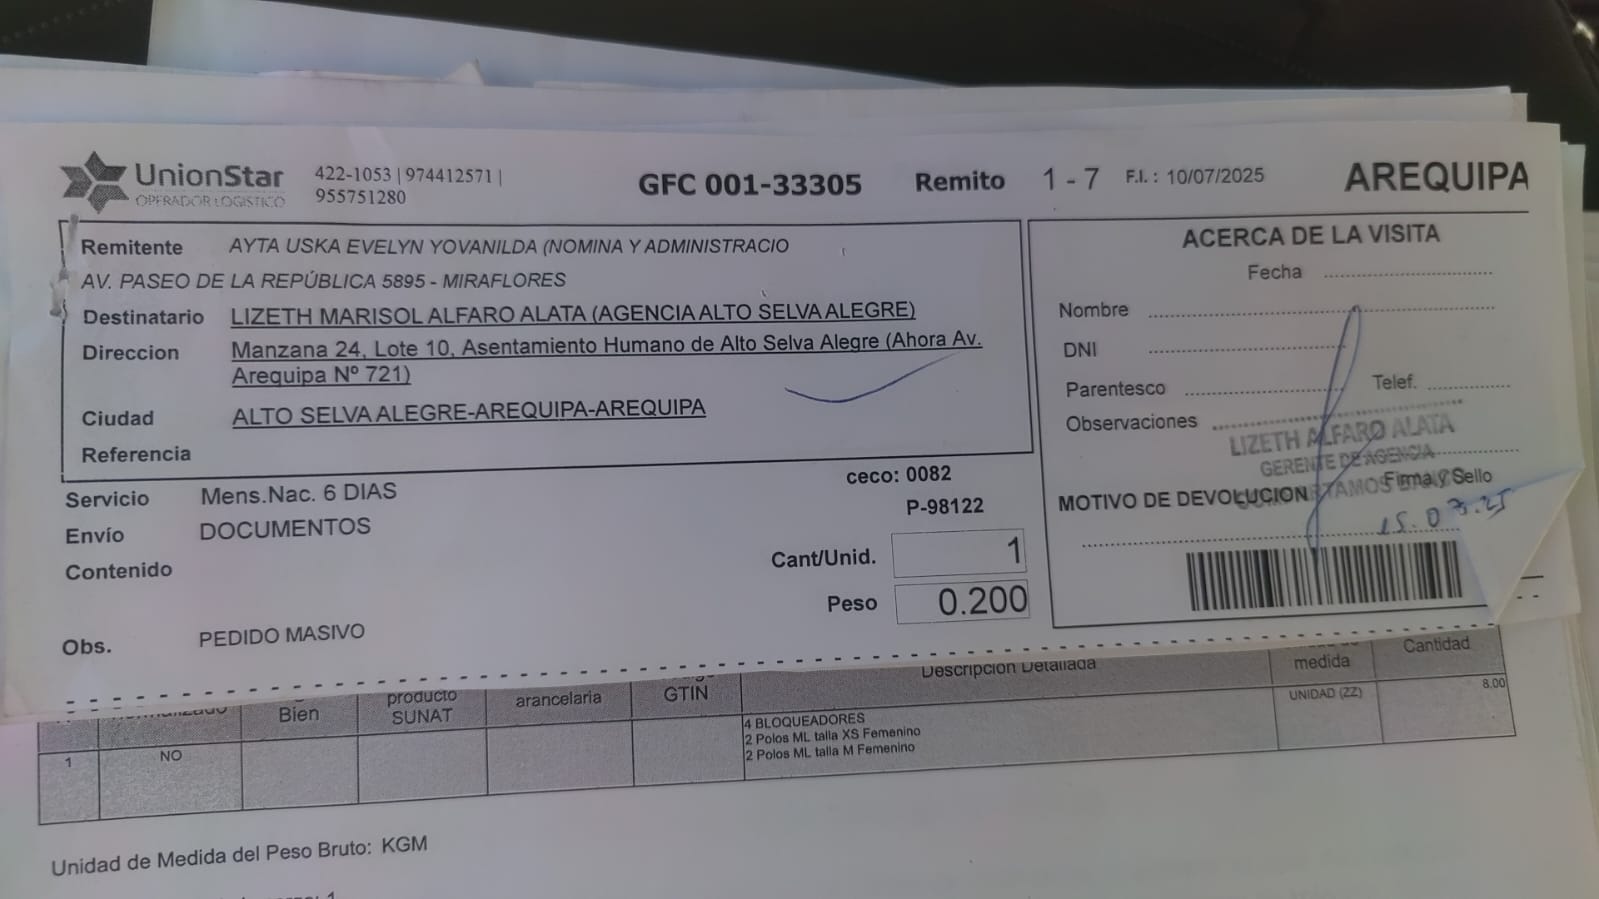 UnionStar
OPERADOR LOGISTICO
422-1053 | 974412571 |
955751280
GFC 001-33305
Remito 1 - 7
F.I. : 10/07/2025
AREQUIPA
Remitente AYTA USKA EVELYN YOVANILDA (NOMINA Y ADMINISTRACIO
AV. PASEO DE LA REPÚBLICA 5895 - MIRAFLORES
Destinatario LIZETH MARISOL ALFARO ALATA (AGENCIA ALTO SELVA ALEGRE)
Direccion Manzana 24, Lote 10, Asentamiento Humano de Alto Selva Alegre (Ahora Av.
Arequipa Nº 721)
Ciudad ALTO SELVA ALEGRE-AREQUIPA-AREQUIPA
Referencia
Servicio Mens.Nac. 6 DIAS
Envío DOCUMENTOS
Contenido
Obs. PEDIDO MASIVO
ceco: 0082
P-98122
Cant/Unid. 1
Peso 0.200
ACERCA DE LA VISITA
Fecha
Nombre
DNI
Parentesco Telef.
Observaciones
LIZETH ALFARO ALATA
GERENTE DE AGENCIA
Firma y Sello
MOTIVO DE DEVOLUCION
15.07.25
Bien
producto
SUNAT
arancelaria
GTIN
Descripción Detallada
medida
Cantidad
1 NO
4 BLOQUEADORES
2 Polos ML talla XS Femenino
2 Polos ML talla M Femenino
UNIDAD (ZZ)
8.00
Unidad de Medida del Peso Bruto: KGM